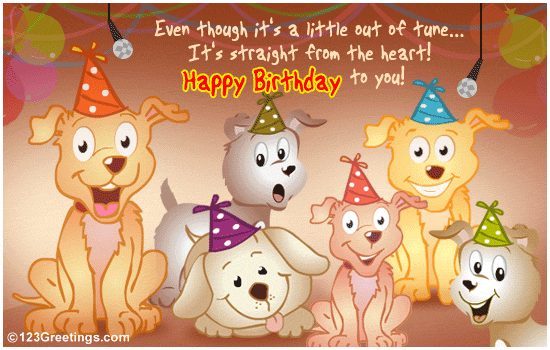 Even though it's a little out of tune...
It's straight from the heart!
Happy Birthday to you!
©123Greetings.com